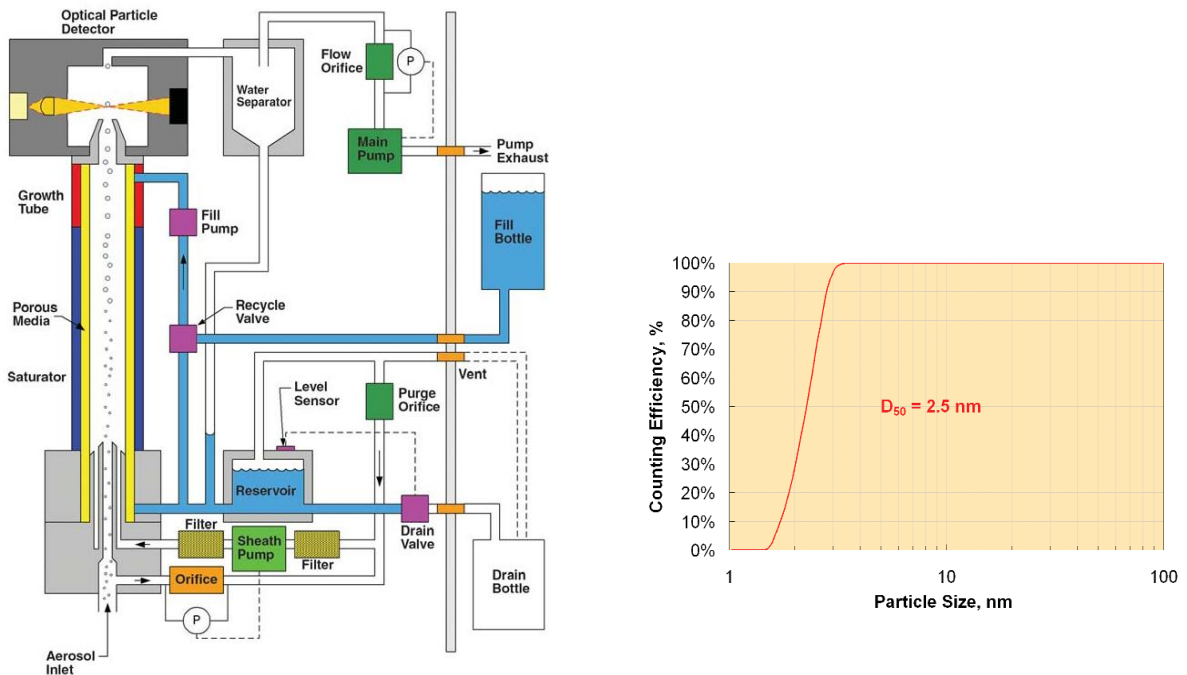 Optical Particle
Detector
Flow
Orifice
P
Water
Separator
Main
Pump
Pump
Exhaust
Growth
Tube
Fill
Pump
Fill
Bottle
Porous
Media
Recycle
Valve
Saturator
Vent
Level
Sensor
Purge
Orifice
Reservoir
Filter
Sheath
Pump
Filter
Drain
Valve
Orifice
Drain
Bottle
P
Aerosol
Inlet
Counting Efficiency, %
100%
90%
80%
70%
60%
50%
40%
30%
20%
10%
0%
D₅₀ = 2.5 nm
1
10
100
Particle Size, nm